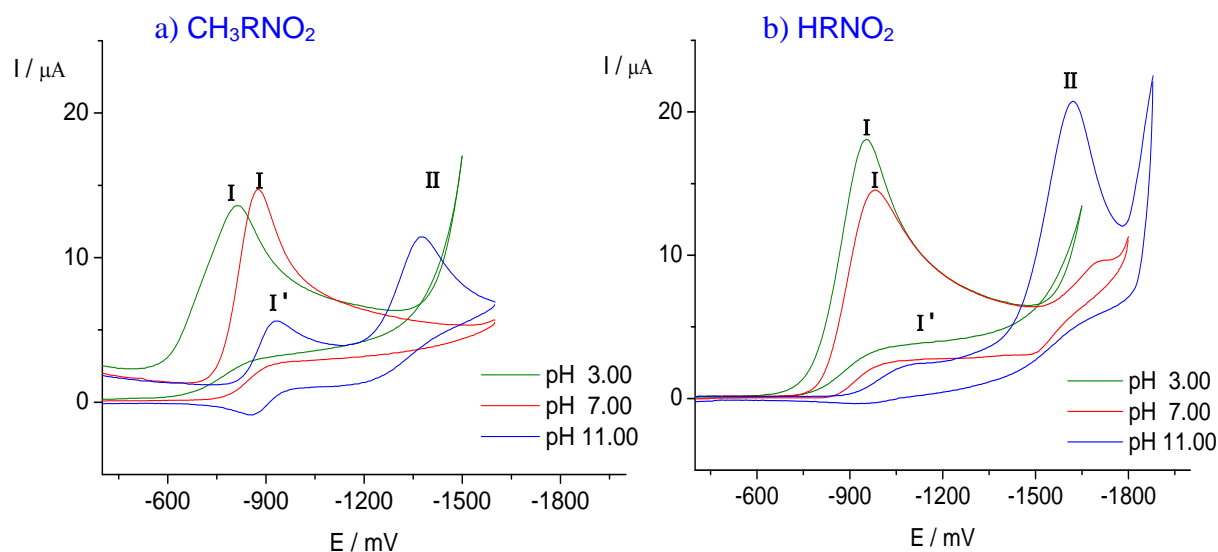 a) CH₃RNO₂
I / μA
20
10
0
I
I
I'
II
pH 3.00
pH 7.00
pH 11.00
-600
-900
-1200
-1500
-1800
E / mV
b) HRNO₂
I / μA
20
10
0
I
I
I'
II
pH 3.00
pH 7.00
pH 11.00
-600
-900
-1200
-1500
-1800
E / mV